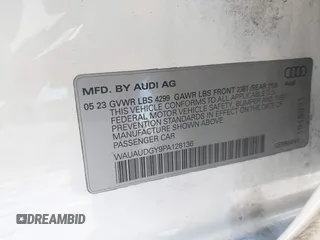 MFD. BY AUDI AG
05 23 GVWR LBS 4299 GAWR LBS FRONT REAR
THIS VEHICLE CONFORMS TO ALL APPLICABLE
FEDERAL MOTOR VEHICLE SAFETY, BUMPER, AND THEFT
PREVENTION STANDARDS IN EFFECT ON THE DATE OF
MANUFACTURE SHOWN ABOVE
PASSENGER CAR
WAUAUDGY9PA128136
DREAMBID